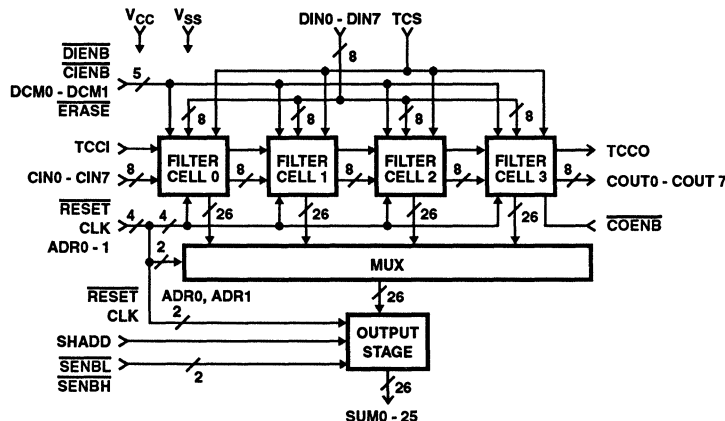 VCC VSS DIN0 - DIN7 TCS
DIENB
CIENB 5 8
DCM0 - DCM1
ERASE
8 8 8 8
TCCI FILTER CELL 0 FILTER CELL 1 FILTER CELL 2 FILTER CELL 3 TCCO
CIN0 - CIN7 8 8 8 8 8 COUT0 - COUT 7
RESET
CLK 4 4 26 26 26 26 COENB
ADR0 - 1
2 MUX
RESET ADR0, ADR1 26
CLK 2
SHADD OUTPUT STAGE
SENBL 2
SENBH
26
SUM0 - 25